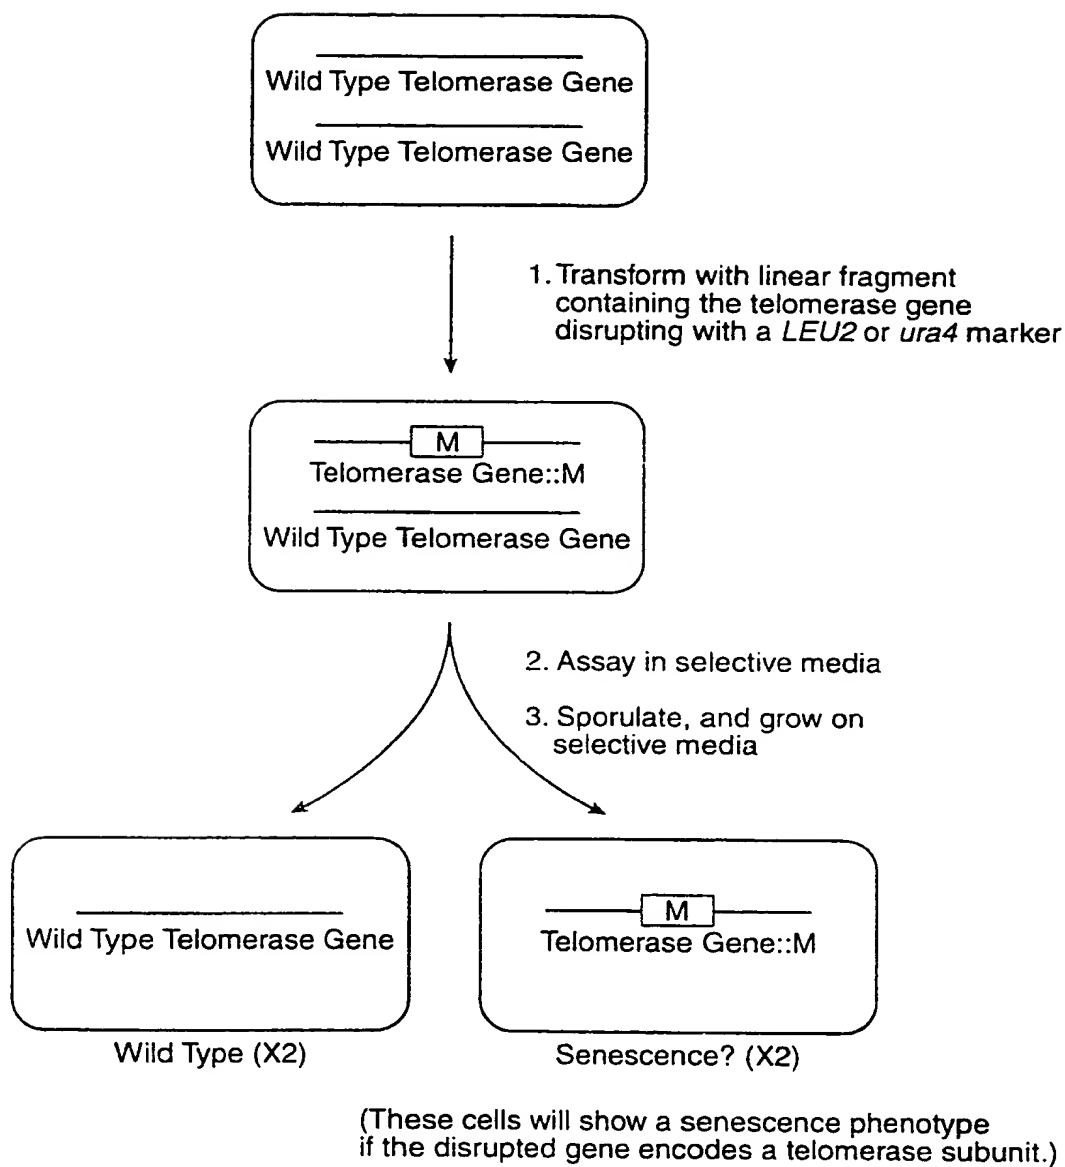 Wild Type Telomerase Gene
Wild Type Telomerase Gene
1. Transform with linear fragment
containing the telomerase gene
disrupting with a LEU2 or ura4 marker
M
Telomerase Gene::M
Wild Type Telomerase Gene
2. Assay in selective media
3. Sporulate, and grow on
selective media
Wild Type Telomerase Gene
Wild Type (X2)
M
Telomerase Gene::M
Senescence? (X2)
(These cells will show a senescence phenotype
if the disrupted gene encodes a telomerase subunit.)